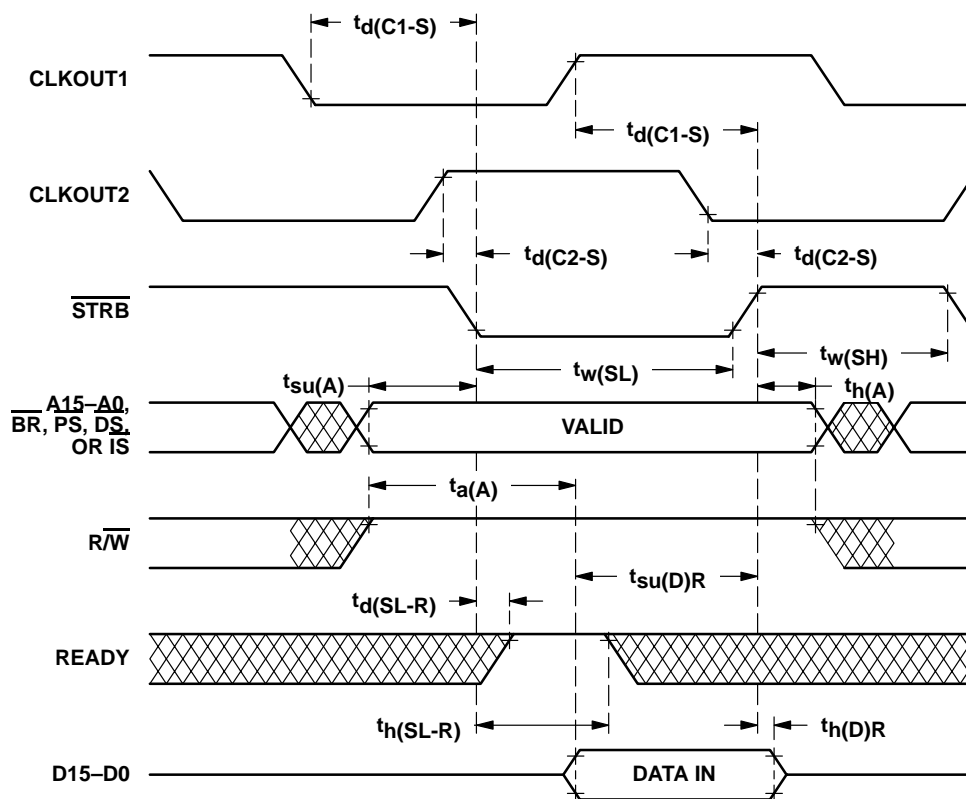 td(C1-S)
CLKOUT1
td(C1-S)
CLKOUT2
td(C2-S)
td(C2-S)
STRB
tw(SH)
tw(SL)
tsu(A)
th(A)
A15–A0,
BR, PS, DS,
OR IS
VALID
ta(A)
R/W
tsu(D)R
td(SL-R)
READY
th(SL-R)
th(D)R
D15–D0
DATA IN